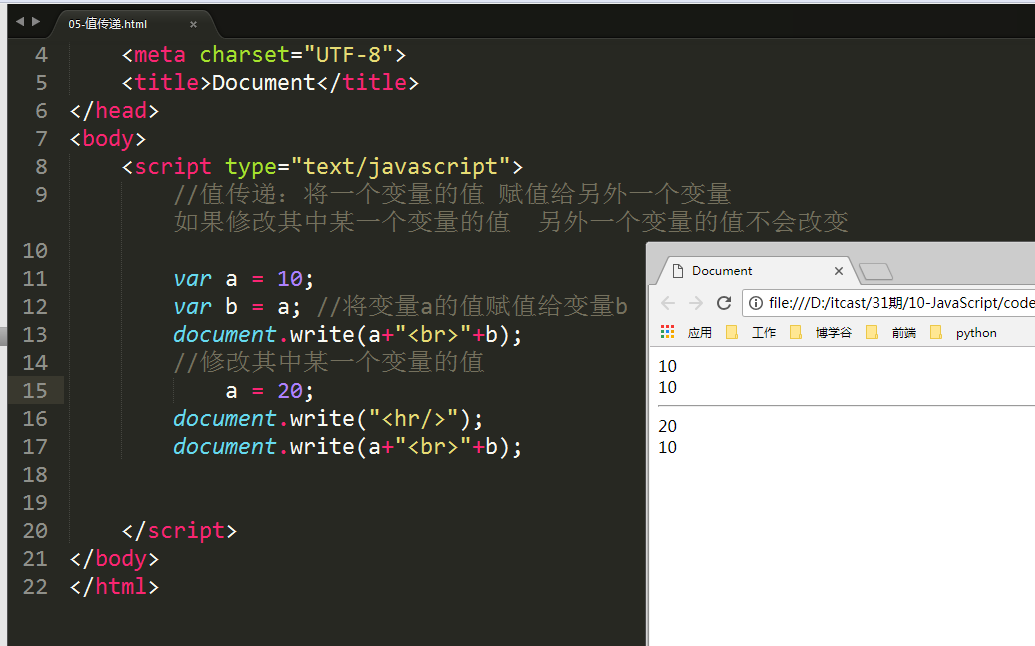 05-值传递.html
4 <meta charset="UTF-8">
5 <title>Document</title>
6 </head>
7 <body>
8 <script type="text/javascript">
9 //值传递：将一个变量的值 赋值给另外一个变量
如果修改其中某一个变量的值 另外一个变量的值不会改变
10
11 var a = 10;
12 var b = a; //将变量a的值赋值给变量b
13 document.write(a+"<br>"+b);
14 //修改其中某一个变量的值
15 a = 20;
16 document.write("<hr/>");
17 document.write(a+"<br>"+b);
18
19
20 </script>
21 </body>
22 </html>
Document
file:///D:/itcast/31期/10-JavaScript/code
应用 工作 博学谷 前端 python
10
10
20
10